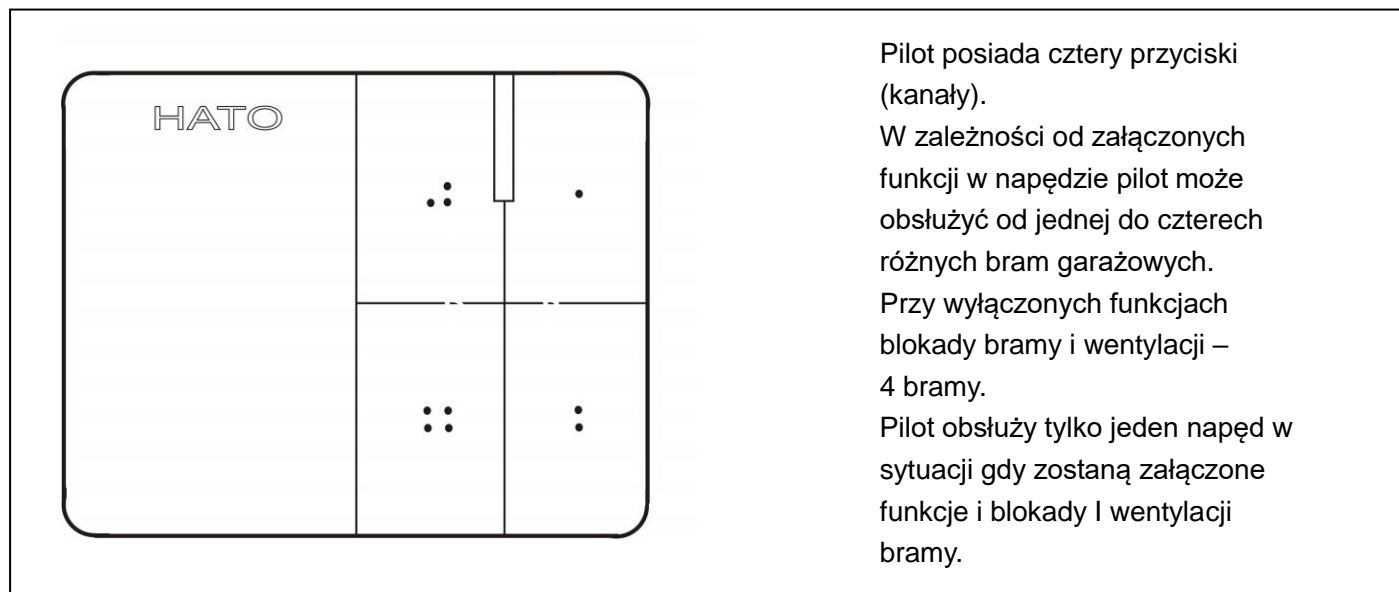 HATO
Pilot posiada cztery przyciski
(kanały).
W zależności od załączonych
funkcji w napędzie pilot może
obsłużyć od jednej do czterech
różnych bram garażowych.
Przy wyłączonych funkcjach
blokady bramy i wentylacji –
4 bramy.
Pilot obsłuży tylko jeden napęd w
sytuacji gdy zostaną załączone
funkcje i blokady I wentylacji
bramy.